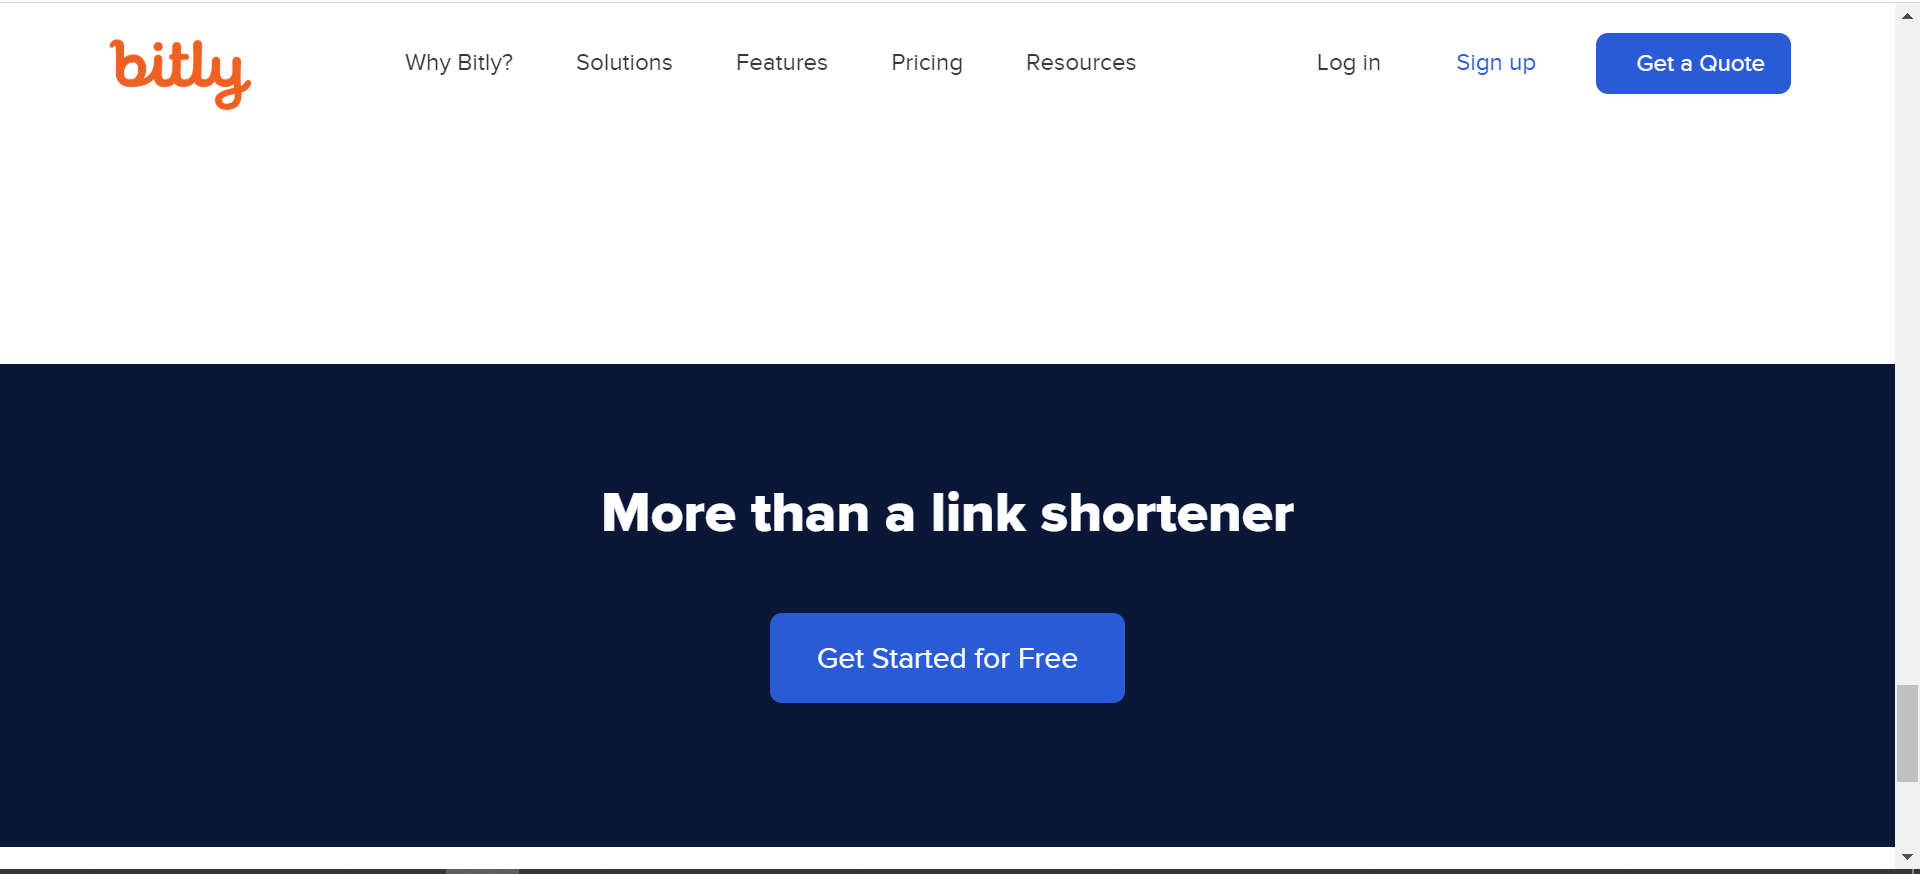 bitly Why Bitly? Solutions Features Pricing Resources Log in Sign up Get a Quote
More than a link shortener
Get Started for Free